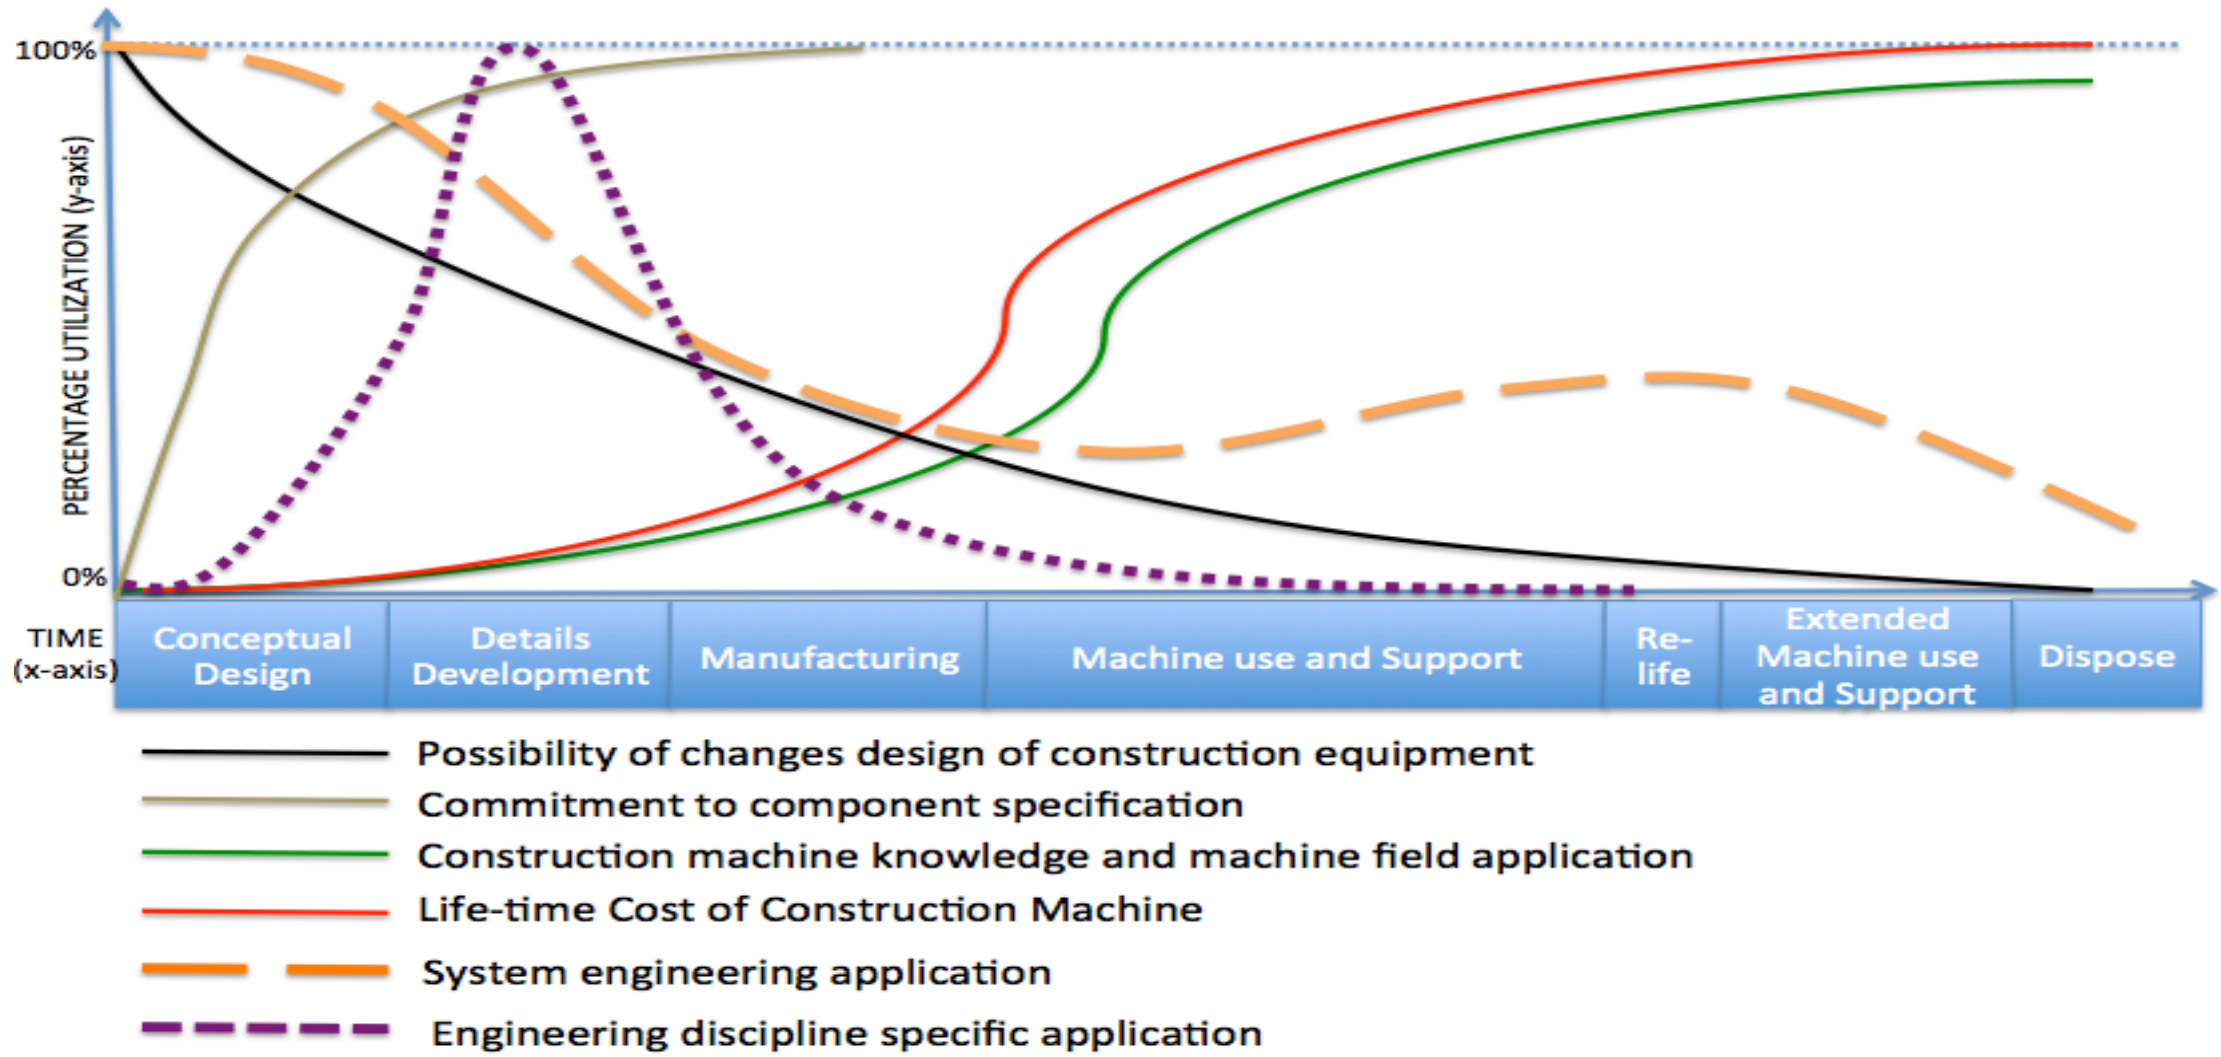 100%
PERCENTAGE UTILIZATION (y-axis)
0%
TIME
(x-axis)
Conceptual
Design
Details
Development
Manufacturing
Machine use and Support
Re-
life
Extended
Machine use
and Support
Dispose
Possibility of changes design of construction equipment
Commitment to component specification
Construction machine knowledge and machine field application
Life-time Cost of Construction Machine
System engineering application
Engineering discipline specific application